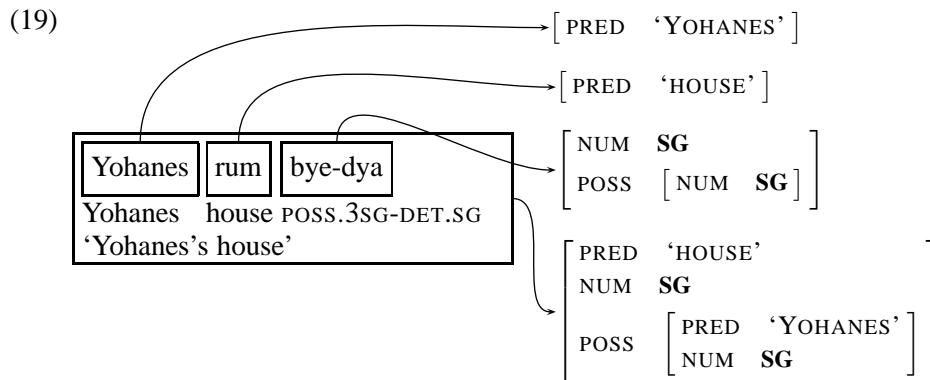 (19)
[ PRED ‘YOHANES’ ]
[ PRED ‘HOUSE’ ]
NUM SG
POSS [ NUM SG ]
Yohanes rum bye-dya
Yohanes house POSS.3SG-DET.SG
‘Yohanes’s house’
PRED ‘HOUSE’
NUM SG
POSS
PRED ‘YOHANES’
NUM SG